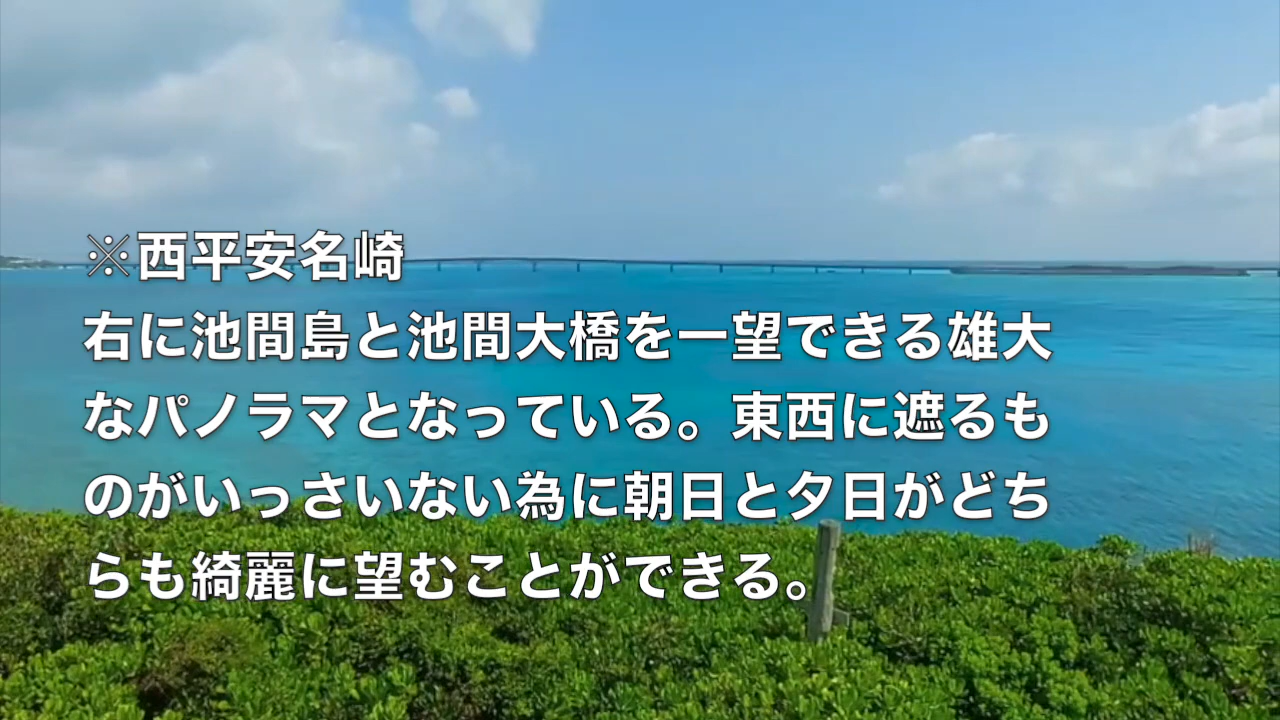 ※西平安名崎
右に池間島と池間大橋を一望できる雄大
なパノラマとなっている。東西に遮るも
のがいっさいない為に朝日と夕日がどち
らも綺麗に望むことができる。